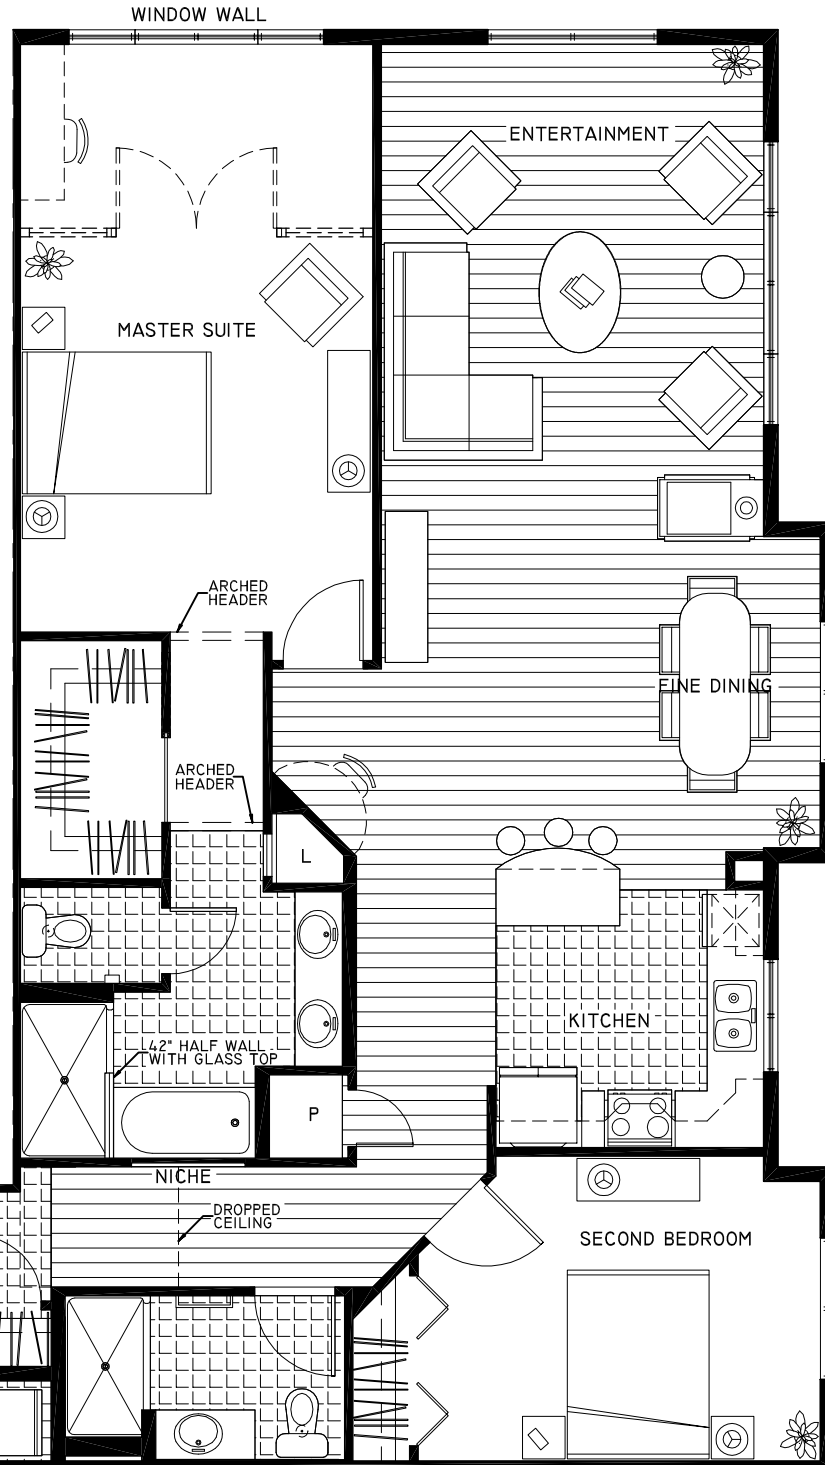 WINDOW WALL
ENTERTAINMENT
MASTER SUITE
ARCHED
HEADER
FINE DINING
ARCHED
HEADER
L
KITCHEN
42" HALF WALL
WITH GLASS TOP
P
NICHE
DROPPED
CEILING
SECOND BEDROOM